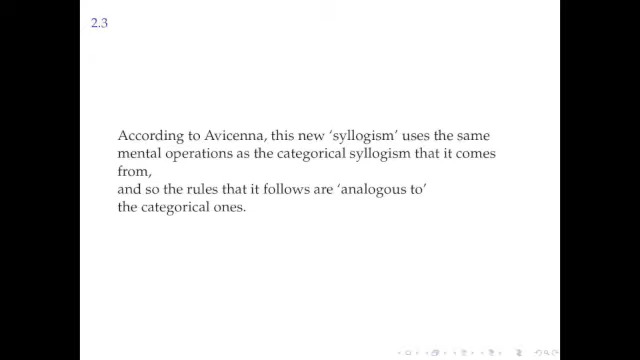 2.3
According to Avicenna, this new ‘syllogism’ uses the same
mental operations as the categorical syllogism that it comes
from,
and so the rules that it follows are ‘analogous to’
the categorical ones.